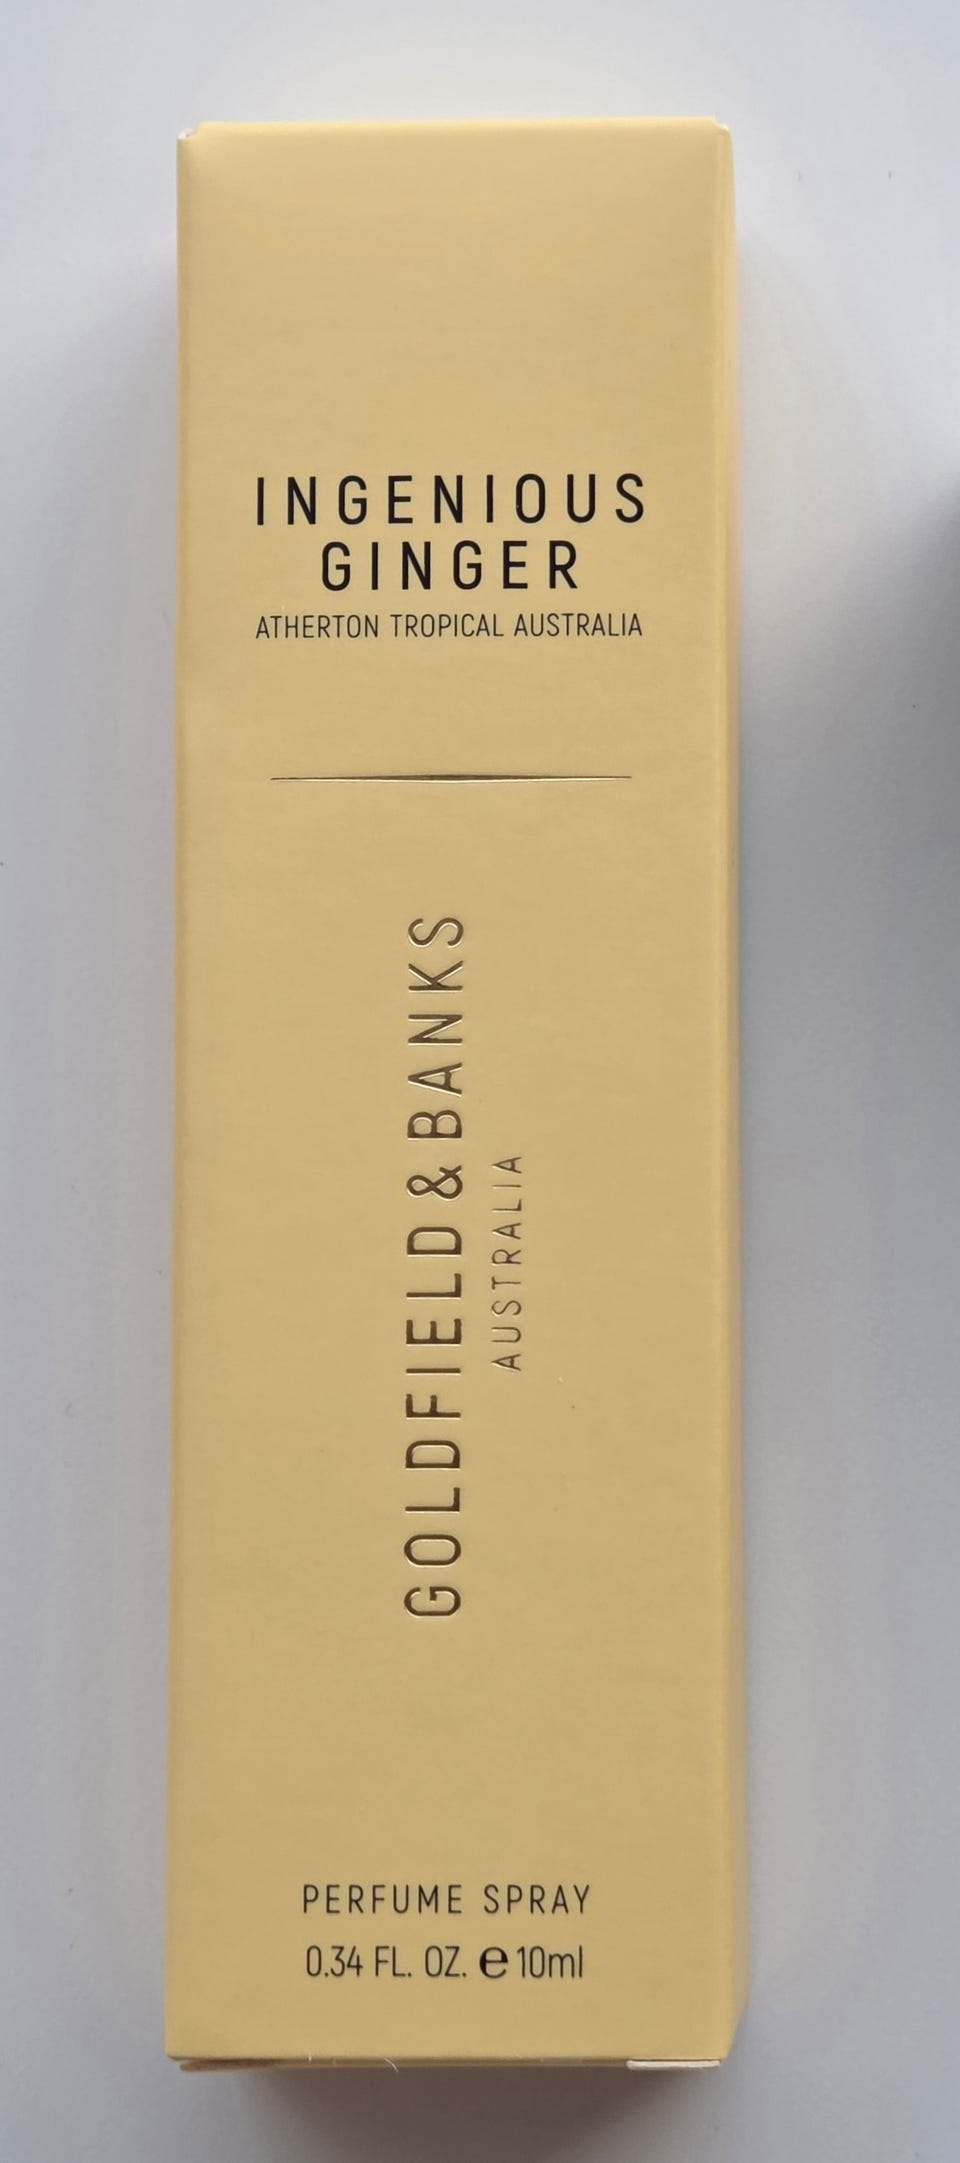 INGENIOUS
GINGER
ATHERTON TROPICAL AUSTRALIA
GOLDFIELD & BANKS
AUSTRALIA
PERFUME SPRAY
0.34 FL. OZ. ℮ 10ml